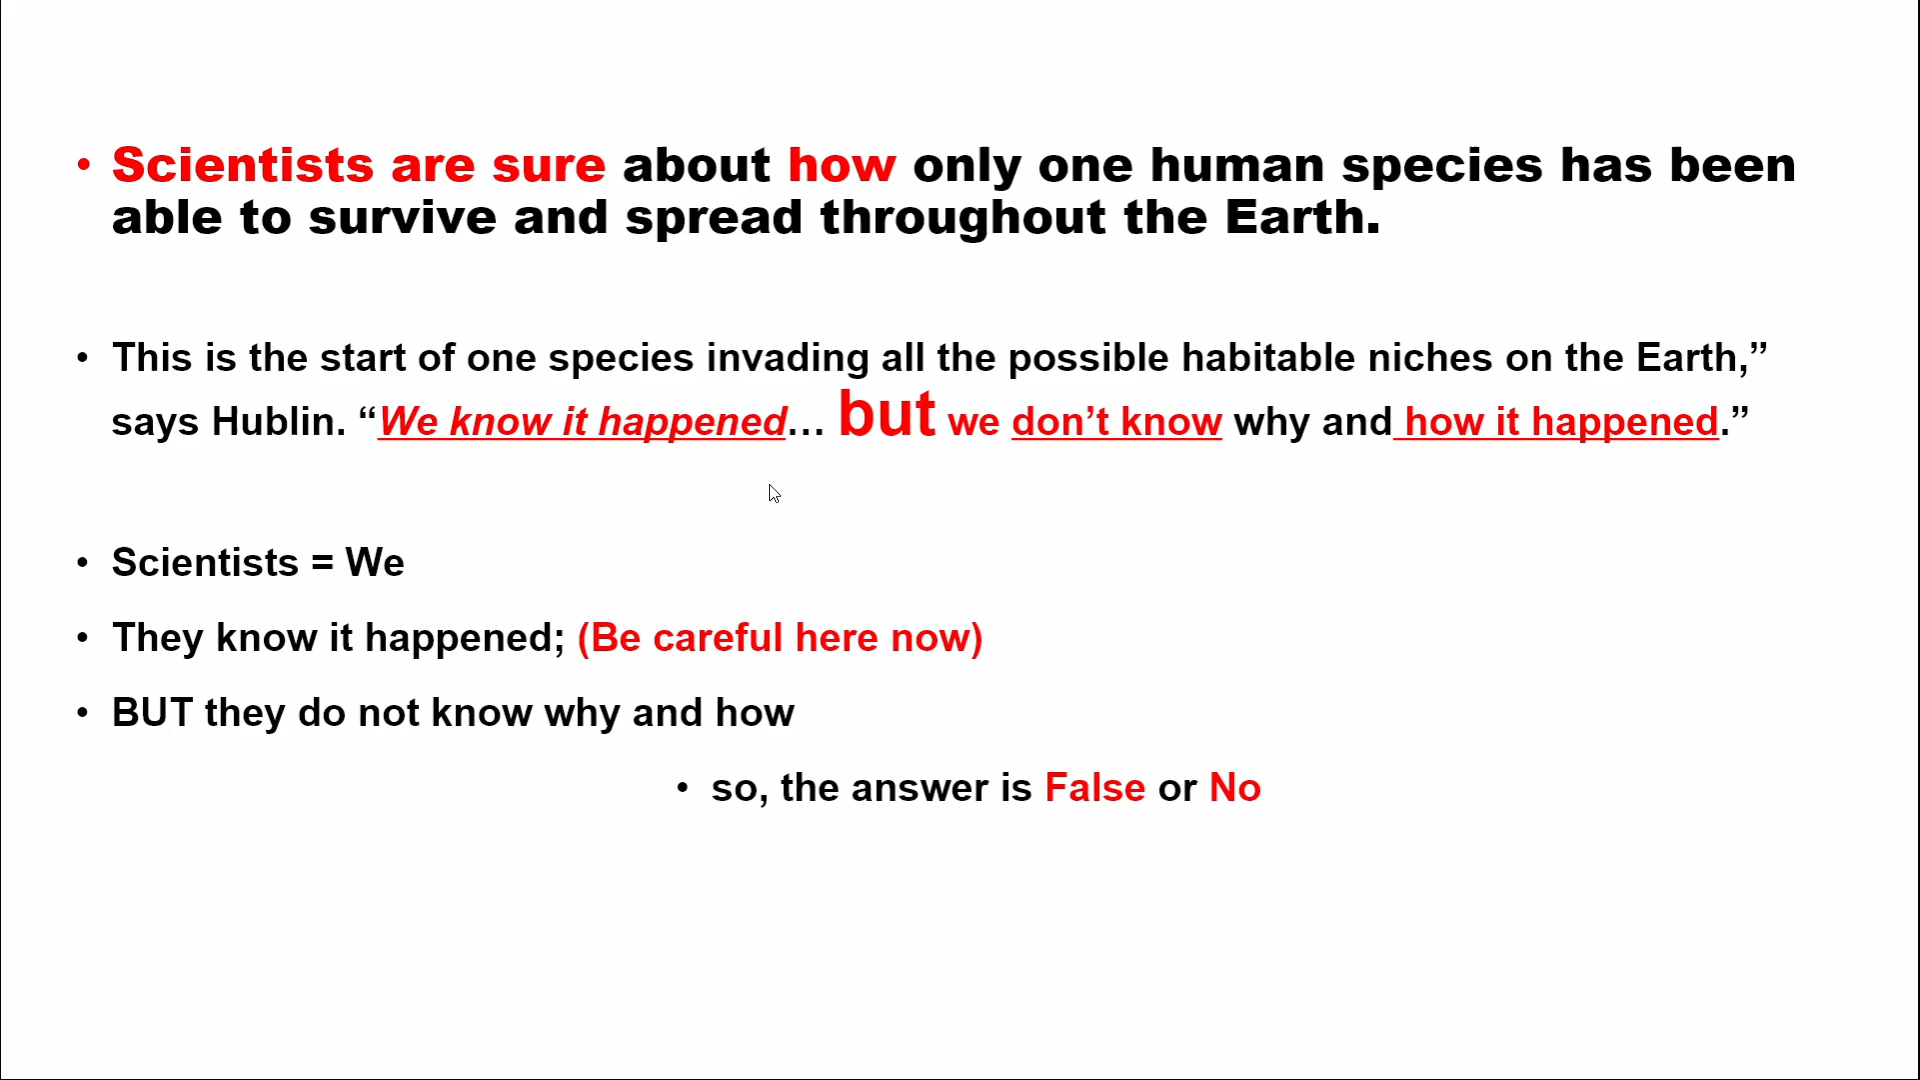 • Scientists are sure about how only one human species has been
able to survive and spread throughout the Earth.
• This is the start of one species invading all the possible habitable niches on the Earth,”
says Hublin. “We know it happened… but we don’t know why and how it happened.”
• Scientists = We
• They know it happened; (Be careful here now)
• BUT they do not know why and how
• so, the answer is False or No